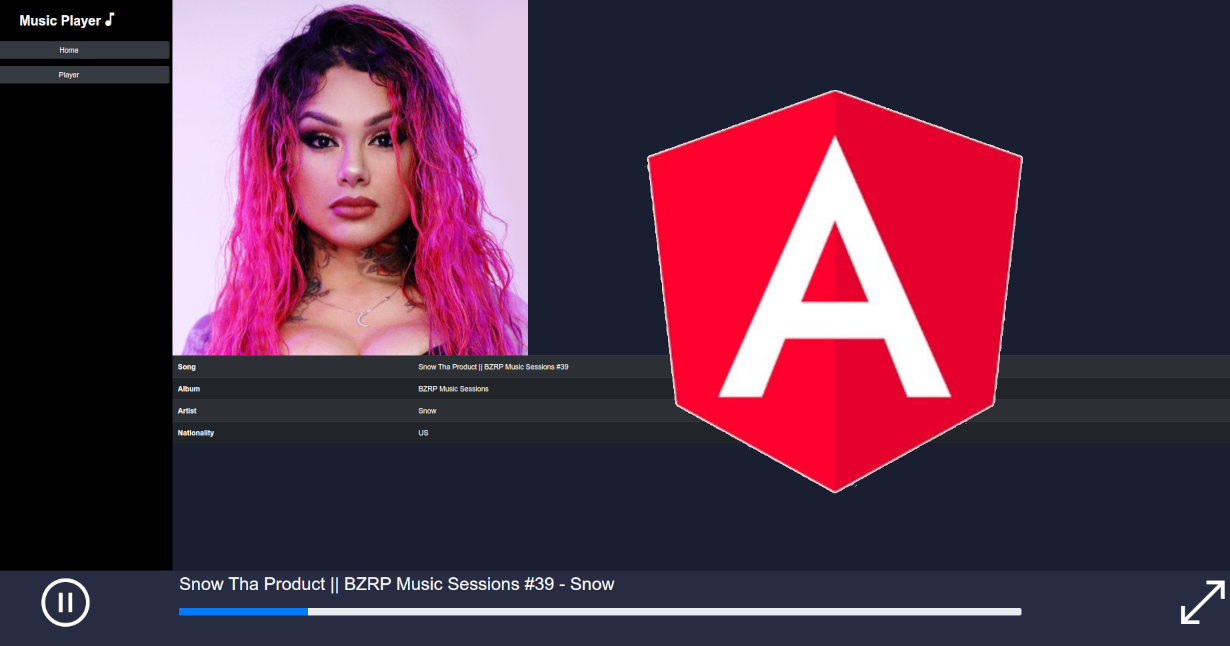 Music Player
Home
Player
A
Song Snow Tha Product || BZRP Music Sessions #39
Album BZRP Music Sessions
Artist Snow
Nationality US
Snow Tha Product || BZRP Music Sessions #39 - Snow